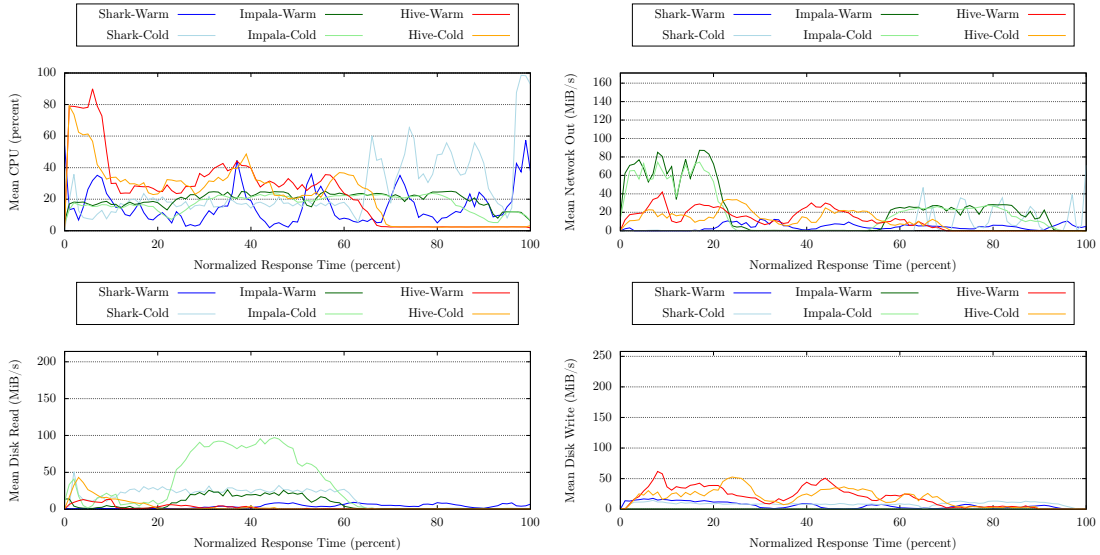 Shark-Warm Impala-Warm Hive-Warm
Shark-Cold Impala-Cold Hive-Cold
Mean CPU (percent)
100
80
60
40
20
0
0 20 40 60 80 100
Normalized Response Time (percent)
Shark-Warm Impala-Warm Hive-Warm
Shark-Cold Impala-Cold Hive-Cold
Mean Network Out (MiB/s)
160
140
120
100
80
60
40
20
0
0 20 40 60 80 100
Normalized Response Time (percent)
Shark-Warm Impala-Warm Hive-Warm
Shark-Cold Impala-Cold Hive-Cold
Mean Disk Read (MiB/s)
200
150
100
50
0
0 20 40 60 80 100
Normalized Response Time (percent)
Shark-Warm Impala-Warm Hive-Warm
Shark-Cold Impala-Cold Hive-Cold
Mean Disk Write (MiB/s)
250
200
150
100
50
0
0 20 40 60 80 100
Normalized Response Time (percent)